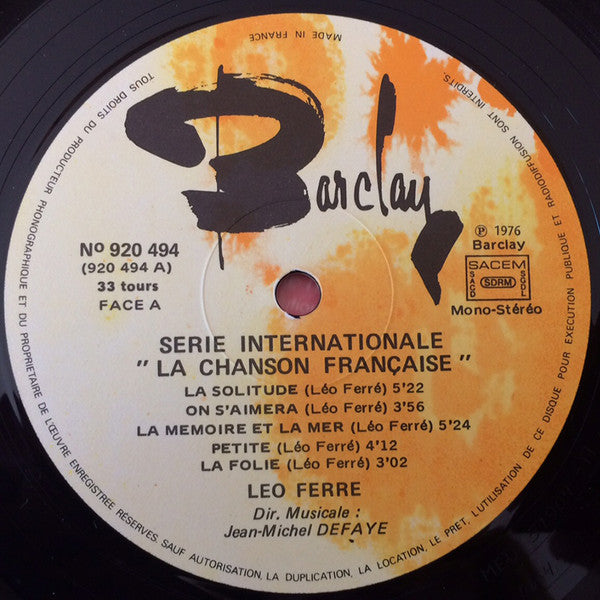 MADE IN FRANCE
TOUS DROITS DU PRODUCTEUR PHONOGRAPHIQUE ET DU PROPRIETAIRE DE L'ŒUVRE ENREGISTREE RÉSERVES. SAUF AUTORISATION, LA DUPLICATION, LA LOCATION, LE PRET, L'UTILISATION DE CE DISQUE POUR EXECUTION PUBLIQUE ET RADIODIFFUSION SONT INTERDITS.
Barclay
Nº 920 494
(920 494 A)
33 tours
FACE A
℗ 1976
Barclay
SACEM
SACD
SDRM
SGDL
Mono-Stéréo
SERIE INTERNATIONALE
" LA CHANSON FRANÇAISE "
LA SOLITUDE (Léo Ferré) 5'22
ON S'AIMERA (Léo Ferré) 3'56
LA MEMOIRE ET LA MER (Léo Ferré) 5'24
PETITE (Léo Ferré) 4'12
LA FOLIE (Léo Ferré) 3'02
LEO FERRE
Dir. Musicale :
Jean-Michel DEFAYE